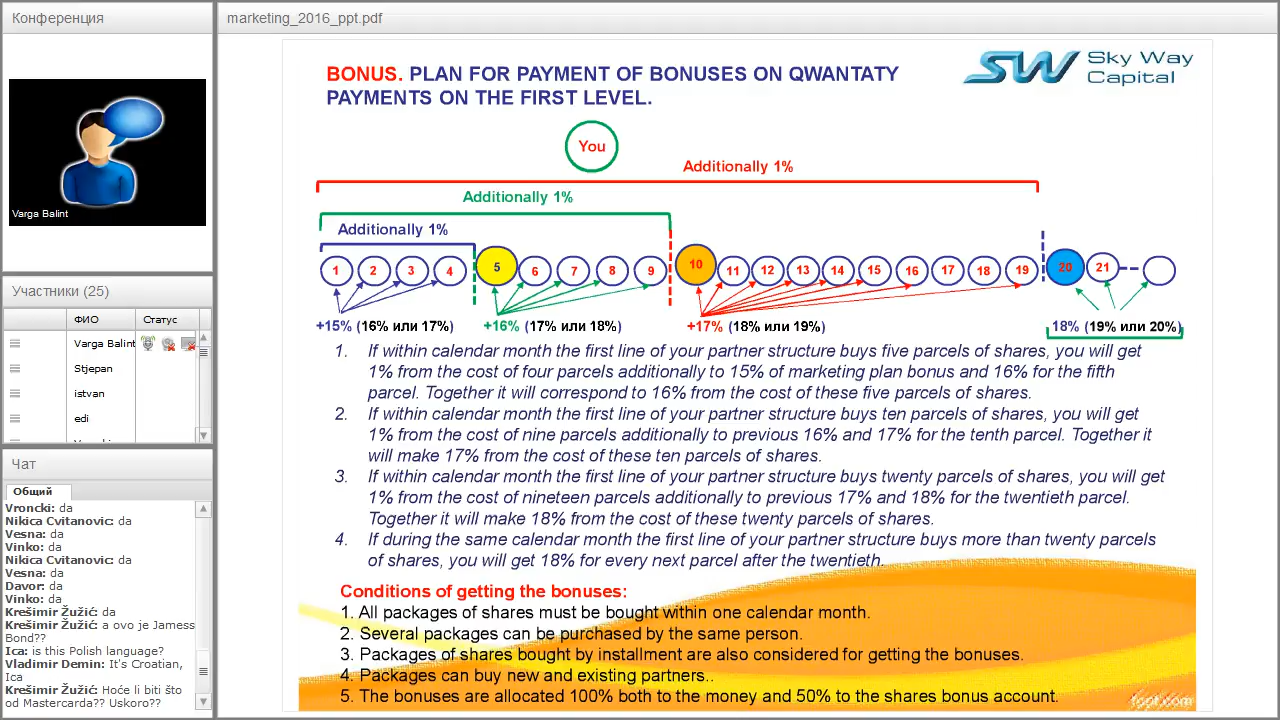 Конференция
Varga Balint
Участники (25)
ФИО
Статус
Varga Balint
Stjepan
istvan
edi
Чат
Общий
Vroncki: da
Nikica Cvitanovic: da
Vesna: da
Vinko: da
Nikica Cvitanovic: da
Vesna: da
Davor: da
Vinko: da
Krešimir Žužić: da
Krešimir Žužić: a ovo je Jamess
Bond??
Ica: is this Polish language?
Vladimir Demin: It's Croatian,
Ica
Krešimir Žužić: Hoće li biti što
od Mastercarda?? Uskoro??
marketing_2016_ppt.pdf
BONUS. PLAN FOR PAYMENT OF BONUSES ON QWANTATY
PAYMENTS ON THE FIRST LEVEL.
SW Sky Way
Capital
You
Additionally 1%
Additionally 1%
Additionally 1%
1 2 3 4 5 6 7 8 9 10 11 12 13 14 15 16 17 18 19 20 21
+15% (16% или 17%) +16% (17% или 18%) +17% (18% или 19%) 18% (19% или 20%)
1. If within calendar month the first line of your partner structure buys five parcels of shares, you will get
1% from the cost of four parcels additionally to 15% of marketing plan bonus and 16% for the fifth
parcel. Together it will correspond to 16% from the cost of these five parcels of shares.
2. If within calendar month the first line of your partner structure buys ten parcels of shares, you will get
1% from the cost of nine parcels additionally to previous 16% and 17% for the tenth parcel. Together it
will make 17% from the cost of these ten parcels of shares.
3. If within calendar month the first line of your partner structure buys twenty parcels of shares, you will get
1% from the cost of nineteen parcels additionally to previous 17% and 18% for the twentieth parcel.
Together it will make 18% from the cost of these twenty parcels of shares.
4. If during the same calendar month the first line of your partner structure buys more than twenty parcels
of shares, you will get 18% for every next parcel after the twentieth.
Conditions of getting the bonuses:
1. All packages of shares must be bought within one calendar month.
2. Several packages can be purchased by the same person.
3. Packages of shares bought by installment are also considered for getting the bonuses.
4. Packages can buy new and existing partners..
5. The bonuses are allocated 100% both to the money and 50% to the shares bonus account.